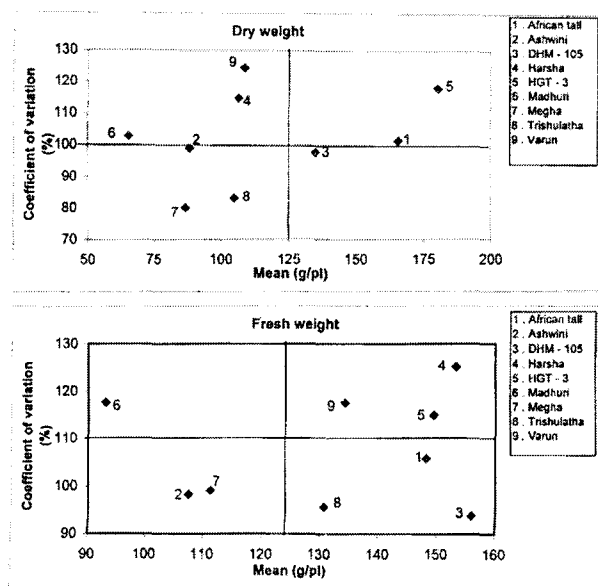 Dry weight
Coefficient of variation
(%)
130
120
110
100
90
80
70
9
4
5
6
2
3
1
7
8
50
75
100
125
150
175
200
Mean (g/pl)
1 . African tall
2 . Ashwini
3 . DHM - 105
4 . Harsha
5 . HGT - 3
6 . Madhuri
7 . Megha
8 . Trishulatha
9 . Varun
Fresh weight
Coefficient of variation
(%)
130
120
110
100
90
4
6
9
5
1
2
7
8
3
90
100
110
120
130
140
150
160
Mean (g/pl)
1 . African tall
2 . Ashwini
3 . DHM - 105
4 . Harsha
5 . HGT - 3
6 . Madhuri
7 . Megha
8 . Trishulatha
9 . Varun